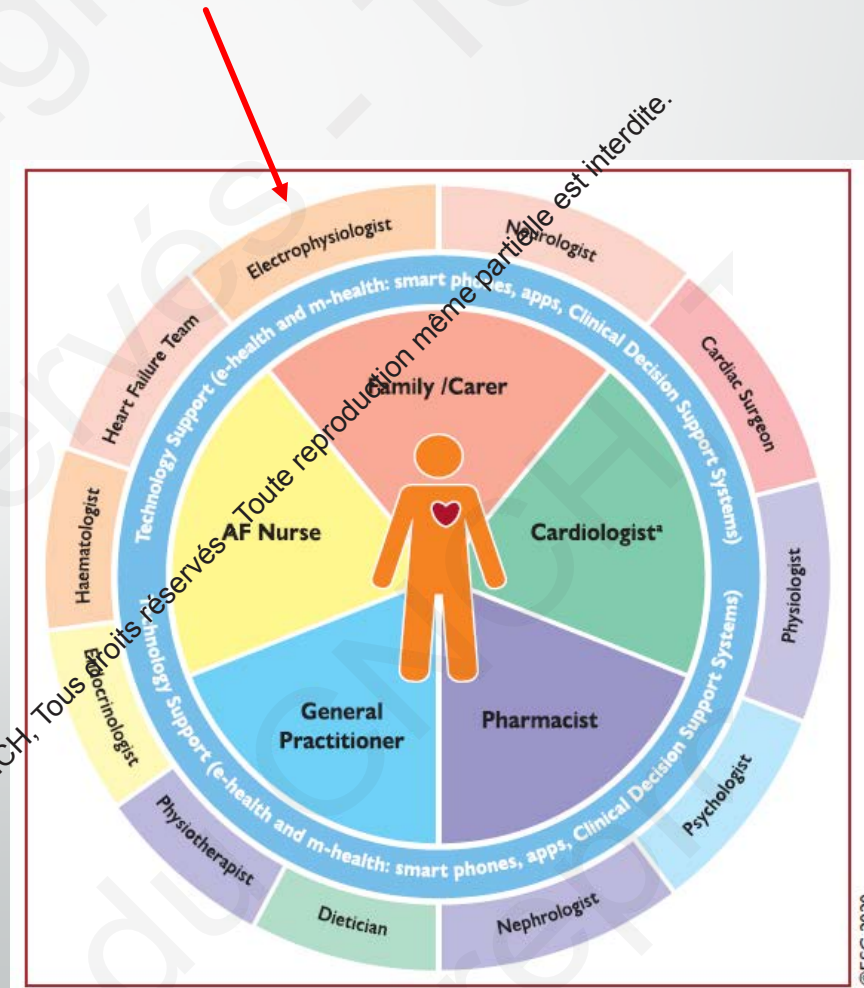 Electrophysiologist
Neurologist
Cardiac Surgeon
Physiologist
Psychologist
Nephrologist
Dietician
Physiotherapist
Endocrinologist
Haematologist
Heart Failure Team
Technology Support (e-health and m-health: smart phones, apps, Clinical Decision Support Systems)
Technology Support (e-health and m-health: smart phones, apps, Clinical Decision Support Systems)
Family /Carer
AF Nurse
Cardiologistª
General
Practitioner
Pharmacist
CH, Tous droits réservés - Toute reproduction même partielle est interdite.
©ESC 2020